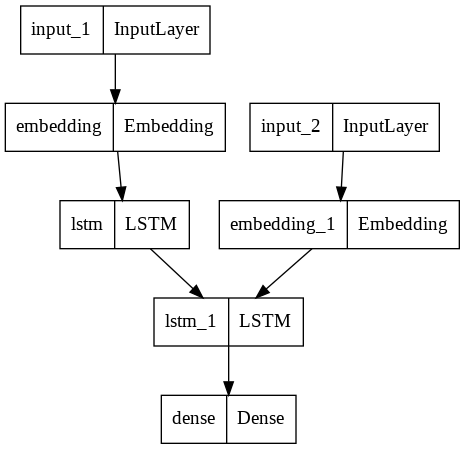 input_1 InputLayer
embedding Embedding
input_2 InputLayer
lstm LSTM
embedding_1 Embedding
lstm_1 LSTM
dense Dense